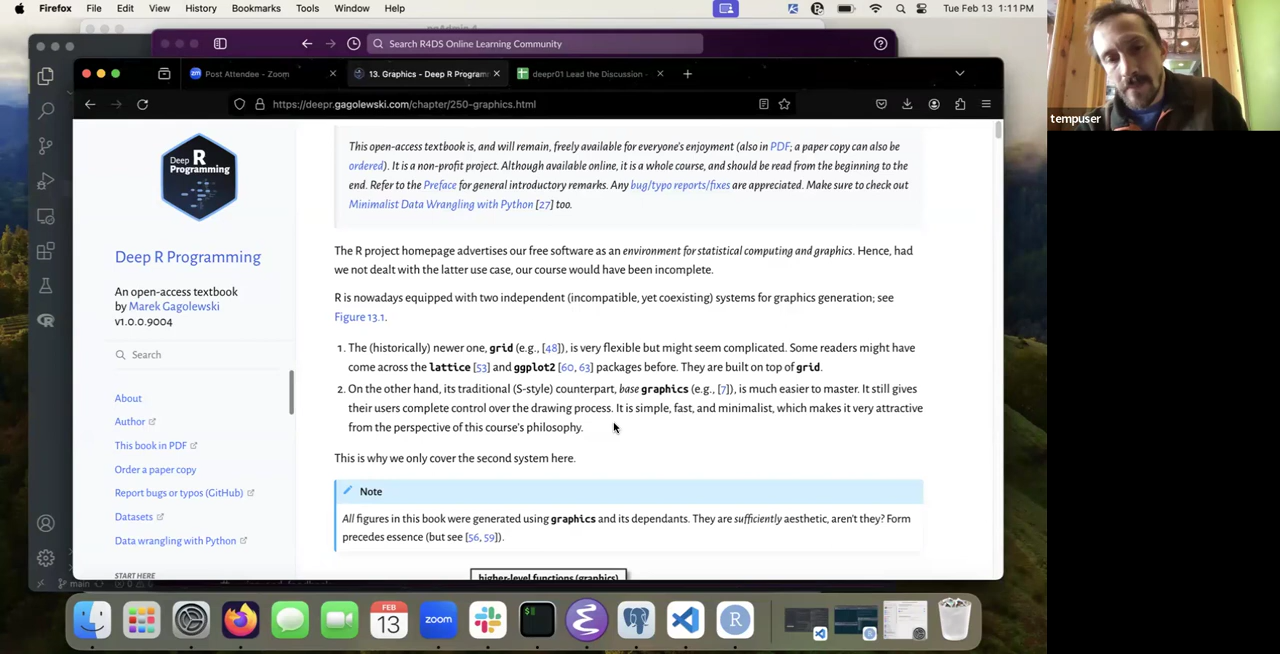 Firefox File Edit View History Bookmarks Tools Window Help
Tue Feb 13 1:11PM
Search R4DS Online Learning Community
Post Attendee - Zoom
13. Graphics - Deep R Program
deepr01 Lead the Discussion -
https://deepr.gagolewski.com/chapter/250-graphics.html
Deep R Programming
Deep R Programming
An open-access textbook
by Marek Gagolewski
v1.0.0.9004
Search
About
Author
This book in PDF
Order a paper copy
Report bugs or typos (GitHub)
Datasets
Data wrangling with Python
START HERE
This open-access textbook is, and will remain, freely available for everyone's enjoyment (also in PDF; a paper copy can also be
ordered). It is a non-profit project. Although available online, it is a whole course, and should be read from the beginning to the
end. Refer to the Preface for general introductory remarks. Any bug/typo reports/fixes are appreciated. Make sure to check out
Minimalist Data Wrangling with Python [27] too.
The R project homepage advertises our free software as an environment for statistical computing and graphics. Hence, had
we not dealt with the latter use case, our course would have been incomplete.
R is nowadays equipped with two independent (incompatible, yet coexisting) systems for graphics generation; see
Figure 13.1.
1. The (historically) newer one, grid (e.g., [48]), is very flexible but might seem complicated. Some readers might have
come across the lattice [53] and ggplot2 [60, 63] packages before. They are built on top of grid.
2. On the other hand, its traditional (S-style) counterpart, base graphics (e.g., [7]), is much easier to master. It still gives
their users complete control over the drawing process. It is simple, fast, and minimalist, which makes it very attractive
from the perspective of this course's philosophy.
This is why we only cover the second system here.
Note
All figures in this book were generated using graphics and its dependants. They are sufficiently aesthetic, aren't they? Form
precedes essence (but see [56, 59]).
higher-level functions (graphics)
main
FEB
13
zoom
tempuser